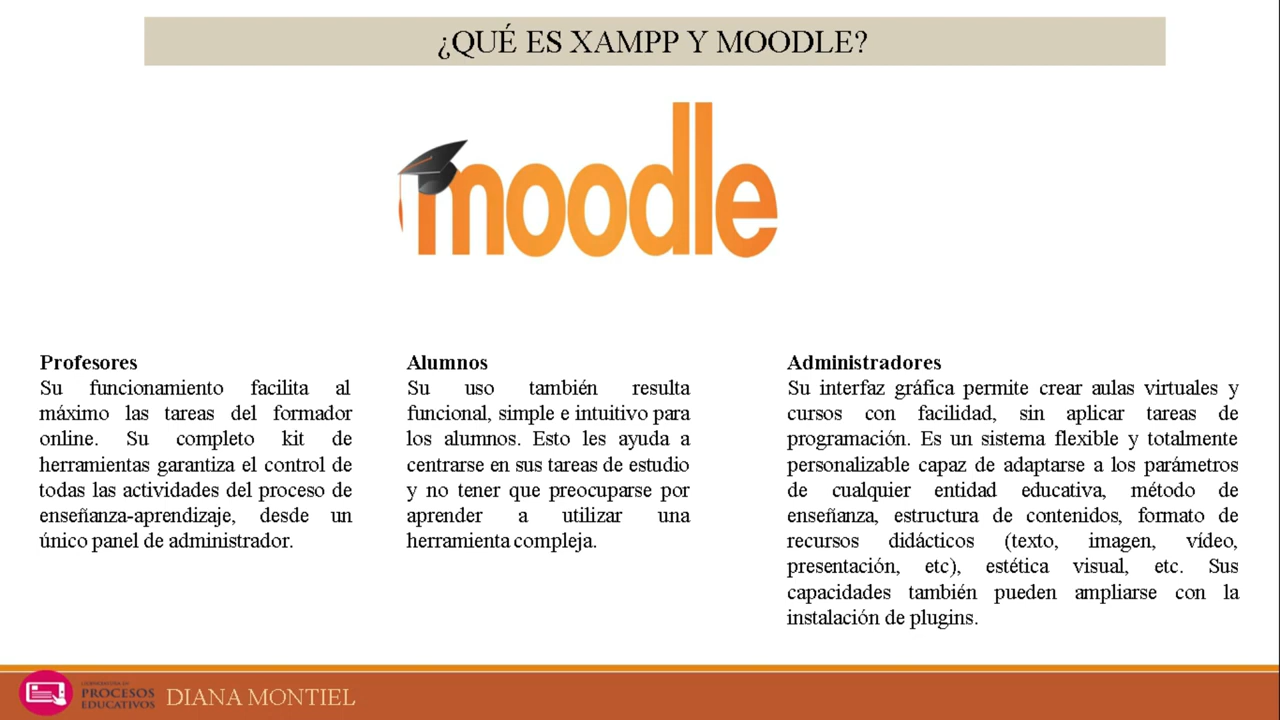 ¿QUÉ ES XAMPP Y MOODLE?
moodle
Profesores
Su funcionamiento facilita al
máximo las tareas del formador
online. Su completo kit de
herramientas garantiza el control de
todas las actividades del proceso de
enseñanza-aprendizaje, desde un
único panel de administrador.
Alumnos
Su uso también resulta
funcional, simple e intuitivo para
los alumnos. Esto les ayuda a
centrarse en sus tareas de estudio
y no tener que preocuparse por
aprender a utilizar una
herramienta compleja.
Administradores
Su interfaz gráfica permite crear aulas virtuales y
cursos con facilidad, sin aplicar tareas de
programación. Es un sistema flexible y totalmente
personalizable capaz de adaptarse a los parámetros
de cualquier entidad educativa, método de
enseñanza, estructura de contenidos, formato de
recursos didácticos (texto, imagen, vídeo,
presentación, etc), estética visual, etc. Sus
capacidades también pueden ampliarse con la
instalación de plugins.
PROCESOS
EDUCATIVOS
DIANA MONTIEL